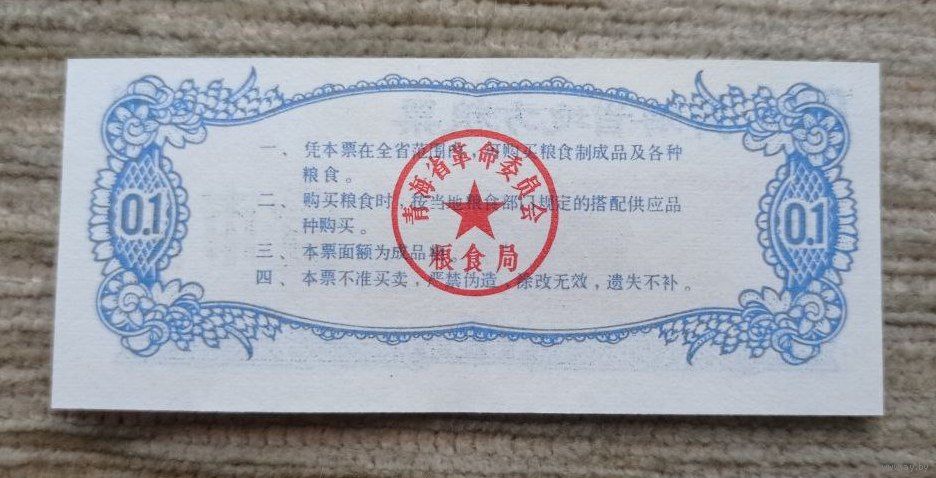 一、凭本票在全省范围内，可购买粮食制成品及各种
粮食。
二、购买粮食时，按当地粮食部门规定的搭配供应品
种购买。
三、本票面额为成品粮。
四、本票不准买卖，严禁伪造，涂改无效，遗失不补。
青海省革命委员会
粮食局
0.1
0.1